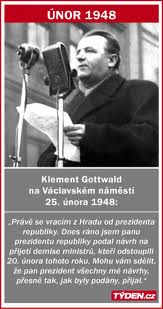 ÚNOR 1948
Klement Gottwald
na Václavském náměstí
25. února 1948:
„Právě se vracím z Hradu od prezidenta
republiky. Dnes ráno jsem panu
prezidentu republiky podal návrh na
přijetí demise ministrů, kteří odstoupili
20. února tohoto roku. Mohu vám sdělit,
že pan prezident všechny mé návrhy,
přesně tak, jak byly podány, přijal.“
TÝDEN.cz